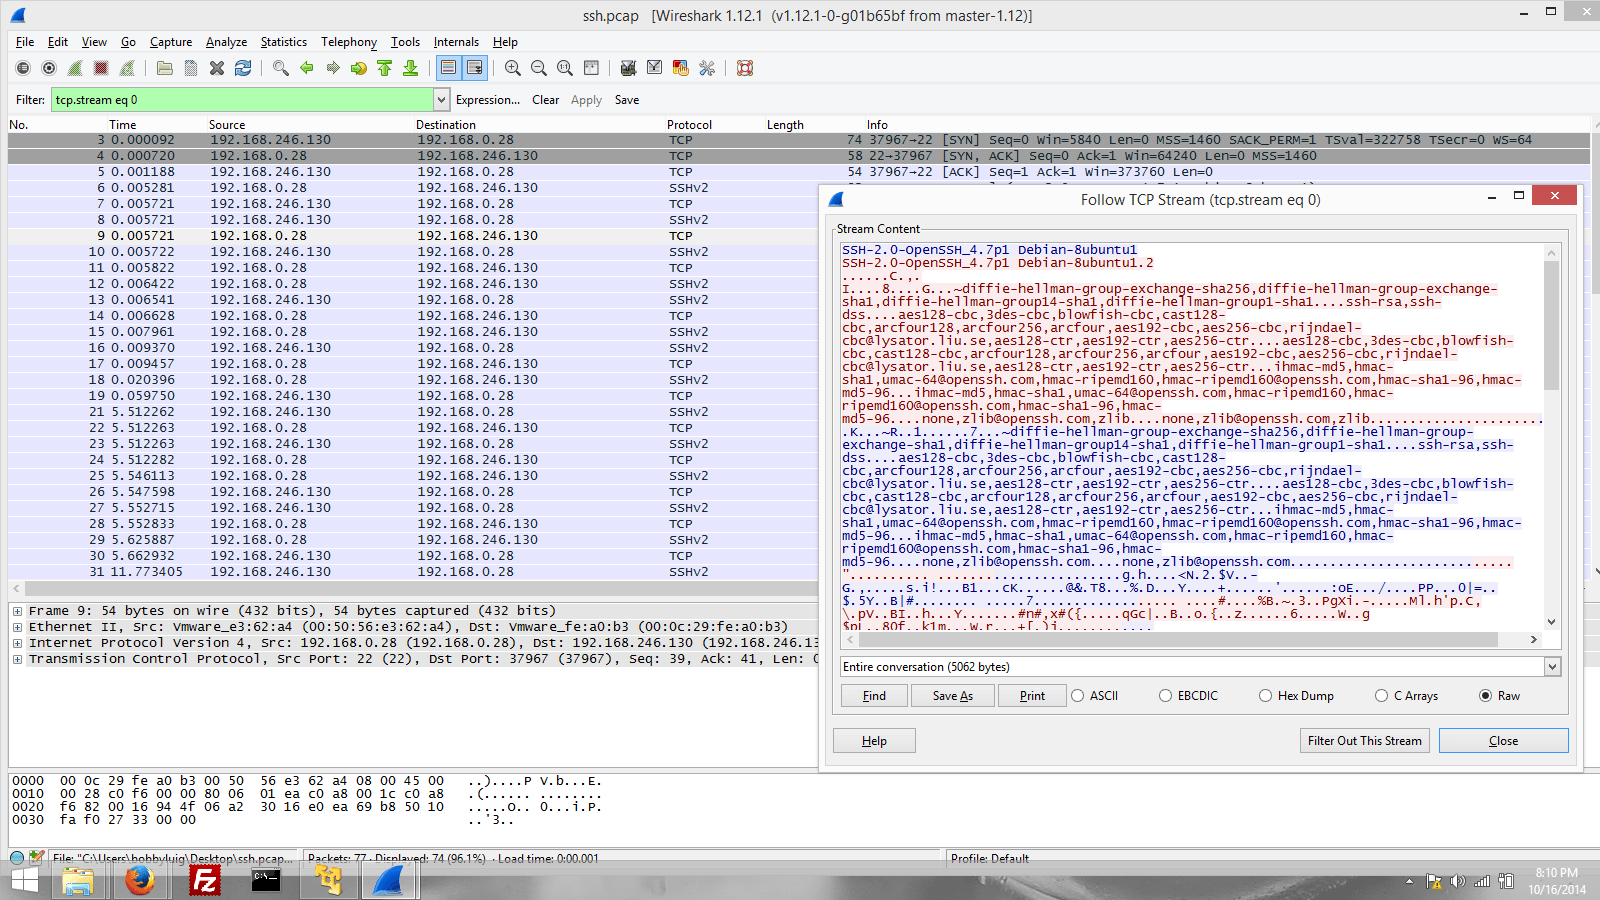 ssh.pcap [Wireshark 1.12.1 (v1.12.1-0-g01b65bf from master-1.12)]
File Edit View Go Capture Analyze Statistics Telephony Tools Internals Help
Filter: tcp.stream eq 0 Expression... Clear Apply Save
No. Time Source Destination Protocol Length Info
3 0.000092 192.168.246.130 192.168.0.28 TCP 74 37967→22 [SYN] Seq=0 Win=5840 Len=0 MSS=1460 SACK_PERM=1 TSval=322758 TSecr=0 WS=64
4 0.000720 192.168.0.28 192.168.246.130 TCP 58 22→37967 [SYN, ACK] Seq=0 Ack=1 Win=64240 Len=0 MSS=1460
5 0.001188 192.168.246.130 192.168.0.28 TCP 54 37967→22 [ACK] Seq=1 Ack=1 Win=373760 Len=0
6 0.005281 192.168.0.28 192.168.246.130 SSHv2
7 0.005721 192.168.246.130 192.168.0.28 TCP
8 0.005721 192.168.246.130 192.168.0.28 SSHv2
9 0.005721 192.168.0.28 192.168.246.130 TCP
10 0.005722 192.168.246.130 192.168.0.28 SSHv2
11 0.005822 192.168.0.28 192.168.246.130 TCP
12 0.006422 192.168.0.28 192.168.246.130 SSHv2
13 0.006541 192.168.246.130 192.168.0.28 SSHv2
14 0.006628 192.168.0.28 192.168.246.130 TCP
15 0.007961 192.168.0.28 192.168.246.130 SSHv2
16 0.009370 192.168.246.130 192.168.0.28 SSHv2
17 0.009457 192.168.0.28 192.168.246.130 TCP
18 0.020396 192.168.0.28 192.168.246.130 SSHv2
19 0.059750 192.168.246.130 192.168.0.28 TCP
21 5.512262 192.168.246.130 192.168.0.28 SSHv2
22 5.512263 192.168.0.28 192.168.246.130 TCP
23 5.512263 192.168.246.130 192.168.0.28 SSHv2
24 5.512282 192.168.0.28 192.168.246.130 TCP
25 5.546113 192.168.0.28 192.168.246.130 SSHv2
26 5.547598 192.168.246.130 192.168.0.28 TCP
27 5.552715 192.168.246.130 192.168.0.28 SSHv2
28 5.552833 192.168.0.28 192.168.246.130 TCP
29 5.625887 192.168.0.28 192.168.246.130 SSHv2
30 5.662932 192.168.246.130 192.168.0.28 TCP
31 11.773405 192.168.246.130 192.168.0.28 SSHv2
Follow TCP Stream (tcp.stream eq 0)
Stream Content
SSH-2.0-OpenSSH_4.7p1 Debian-8ubuntu1
SSH-2.0-OpenSSH_4.7p1 Debian-8ubuntu1.2
......C.,.
I....8....G...~diffie-hellman-group-exchange-sha256,diffie-hellman-group-exchange-
sha1,diffie-hellman-group14-sha1,diffie-hellman-group1-sha1....ssh-rsa,ssh-
dss....aes128-cbc,3des-cbc,blowfish-cbc,cast128-
cbc,arcfour128,arcfour256,arcfour,aes192-cbc,aes256-cbc,rijndael-
cbc@lysator.liu.se,aes128-ctr,aes192-ctr,aes256-ctr....aes128-cbc,3des-cbc,blowfish-
cbc,cast128-cbc,arcfour128,arcfour256,arcfour,aes192-cbc,aes256-cbc,rijndael-
cbc@lysator.liu.se,aes128-ctr,aes192-ctr,aes256-ctr...ihmac-md5,hmac-
sha1,umac-64@openssh.com,hmac-ripemd160,hmac-ripemd160@openssh.com,hmac-sha1-96,hmac-
md5-96...ihmac-md5,hmac-sha1,umac-64@openssh.com,hmac-ripemd160,hmac-
ripemd160@openssh.com,hmac-sha1-96,hmac-
md5-96....none,zlib@openssh.com,zlib....none,zlib@openssh.com,zlib......................
.K...~R..1......7...~diffie-hellman-group-exchange-sha256,diffie-hellman-group-
exchange-sha1,diffie-hellman-group14-sha1,diffie-hellman-group1-sha1....ssh-rsa,ssh-
dss....aes128-cbc,3des-cbc,blowfish-cbc,cast128-
cbc,arcfour128,arcfour256,arcfour,aes192-cbc,aes256-cbc,rijndael-
cbc@lysator.liu.se,aes128-ctr,aes192-ctr,aes256-ctr....aes128-cbc,3des-cbc,blowfish-
cbc,cast128-cbc,arcfour128,arcfour256,arcfour,aes192-cbc,aes256-cbc,rijndael-
cbc@lysator.liu.se,aes128-ctr,aes192-ctr,aes256-ctr...ihmac-md5,hmac-
sha1,umac-64@openssh.com,hmac-ripemd160,hmac-ripemd160@openssh.com,hmac-sha1-96,hmac-
md5-96...ihmac-md5,hmac-sha1,umac-64@openssh.com,hmac-ripemd160,hmac-
ripemd160@openssh.com,hmac-sha1-96,hmac-
md5-96....none,zlib@openssh.com....none,zlib@openssh.com............................
".......... .......................g.h....<N.2.$V..-
G.,.....s.i!...B1...cK......@&.T8...%.D...Y....+......'......:oE.../....PP...O|=..
$.5Y..B|#........ .....7.................. .....#....%B.~.3..PgXi.-.....Ml.h'p.C,
\.pV..BI..h...Y.......#n#,x#({.....qGc|..B..o.{..z......6.....W..g
Entire conversation (5062 bytes)
Find Save As Print ASCII EBCDIC Hex Dump C Arrays Raw
Help Filter Out This Stream Close
Frame 9: 54 bytes on wire (432 bits), 54 bytes captured (432 bits)
Ethernet II, Src: Vmware_e3:62:a4 (00:50:56:e3:62:a4), Dst: Vmware_fe:a0:b3 (00:0c:29:fe:a0:b3)
Internet Protocol Version 4, Src: 192.168.0.28 (192.168.0.28), Dst: 192.168.246.130 (192.168.246.13
Transmission Control Protocol, Src Port: 22 (22), Dst Port: 37967 (37967), Seq: 39, Ack: 41, Len: 0
0000 00 0c 29 fe a0 b3 00 50 56 e3 62 a4 08 00 45 00 ..)....P V.b...E.
0010 00 28 c0 f6 00 00 80 06 01 ea c0 a8 00 1c c0 a8 .(...... ........
0020 f6 82 00 16 94 4f 06 a2 30 16 e0 ea 69 b8 50 10 .....O.. 0...i.P.
0030 fa f0 27 33 00 00 ..'3..
File: "C:\Users\bobbyluig\Desktop\ssh.pcap... Packets: 77 · Displayed: 74 (96.1%) · Load time: 0:00.001 Profile: Default
8:10 PM
10/16/2014